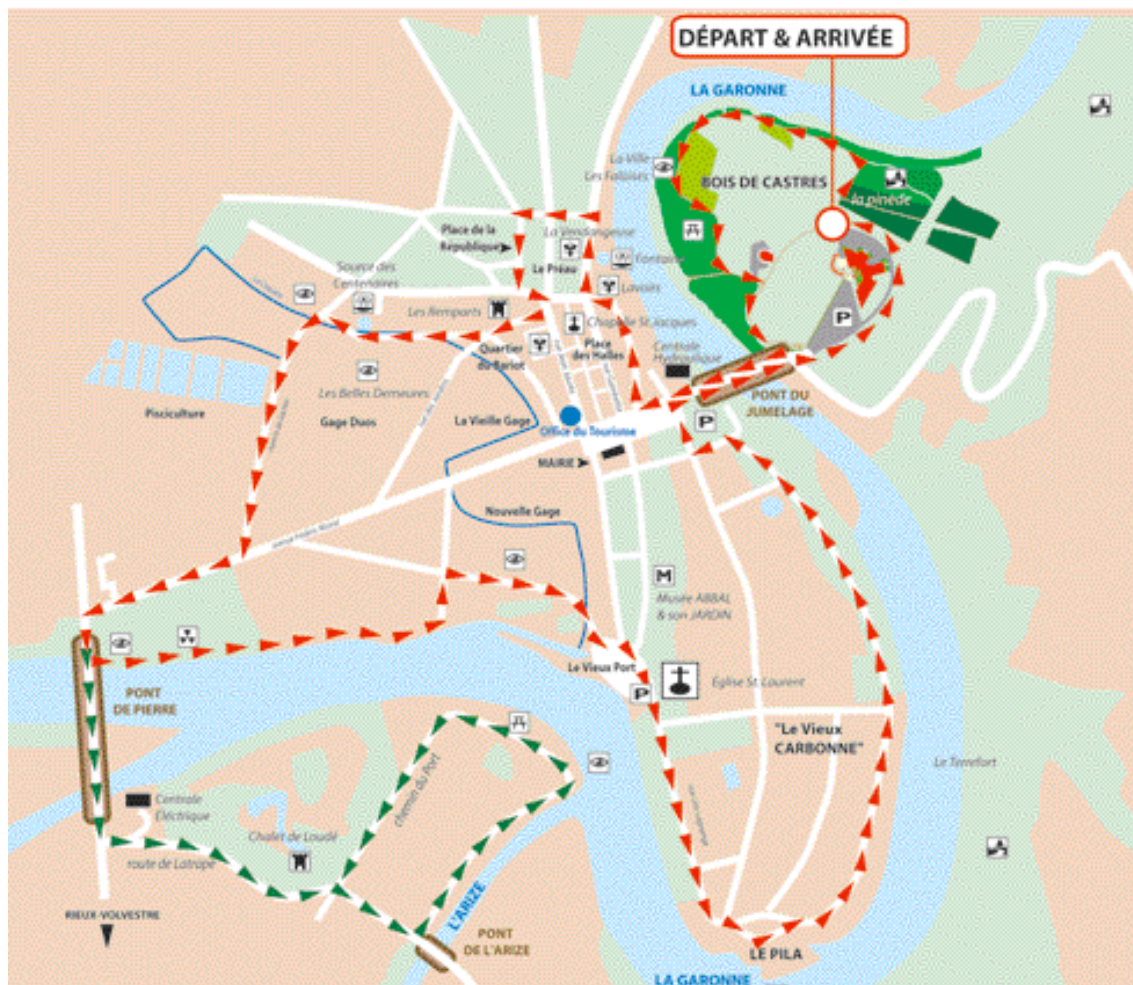 DÉPART & ARRIVÉE
LA GARONNE
La Ville
Les Falaises
BOIS DE CASTRES
la pinède
La Vendangeuse
Place de la
République
Le Préau
Fontaine
Source des
Centenaires
Lavoirs
Les Remparts
Chapelle St Jacques
Place
des Halles
Centrale
Hydraulique
P
Quartier
du Bariot
PONT DU
JUMELAGE
Les Belles Demeures
Pisciculture
Gage Duos
La Vieille Gage
Office du Tourisme
P
MAIRIE
Nouvelle Gage
M
Musée ABBAL
& son JARDIN
Le Vieux Port
P
Église St Laurent
PONT
DE PIERRE
"Le Vieux
CARBONNE"
Le Terrefort
chemin du Port
Centrale
Éléctrique
Chalet de Loudé
route de Latrape
L'ARIZE
RIEUX-VOLVESTRE
PONT
DE L'ARIZE
LE PILA
LA GARONNE